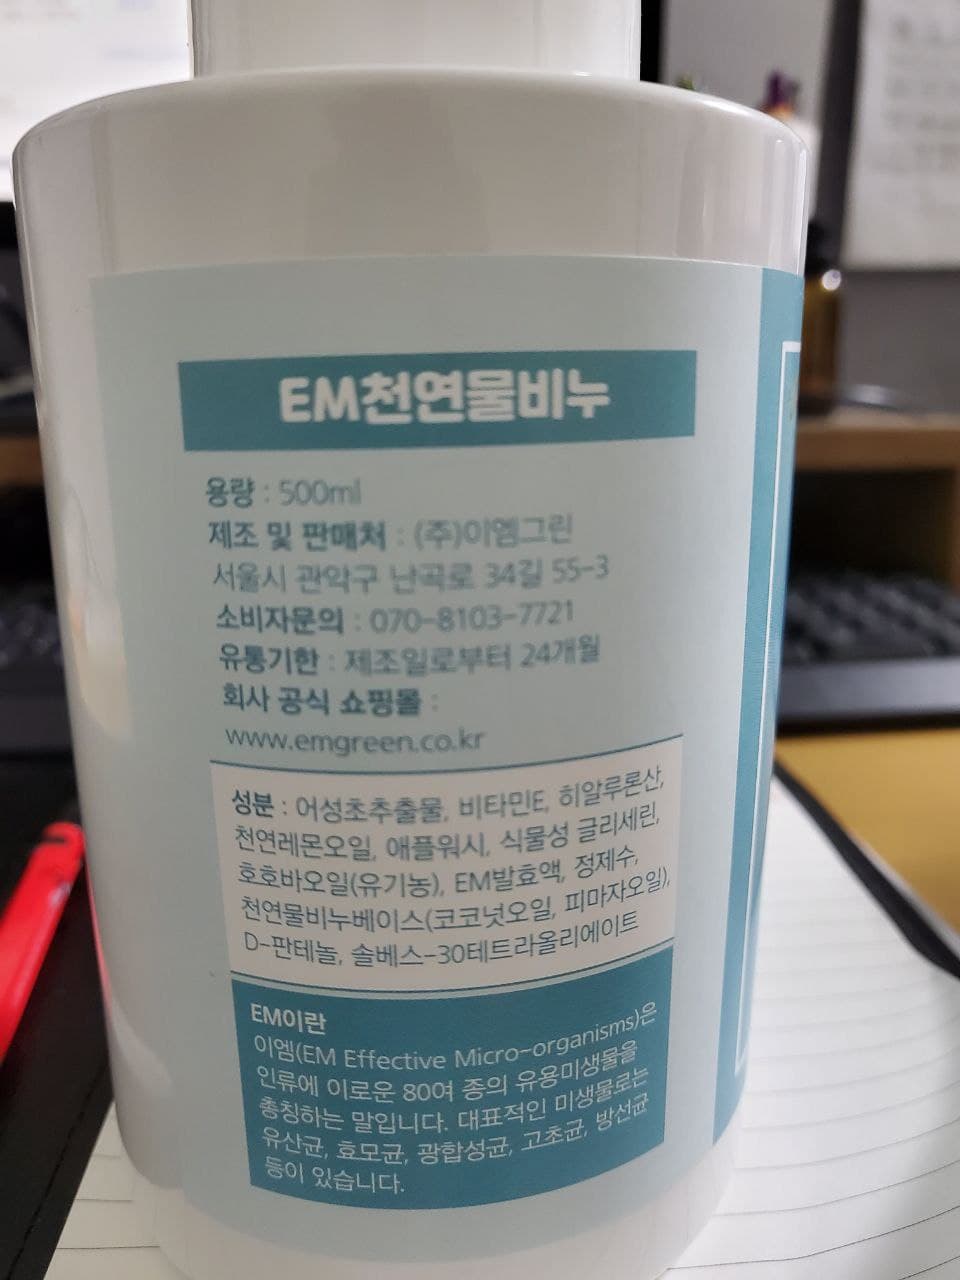 EM천연물비누
용량 : 500ml
제조 및 판매처 : (주)이엠그린
서울시 관악구 난곡로 34길 55-3
소비자문의 : 070-8103-7721
유통기한 : 제조일로부터 24개월
회사 공식 쇼핑몰 :
www.emgreen.co.kr
성분 : 어성초추출물, 비타민E, 히알루론산,
천연레몬오일, 애플워시, 식물성 글리세린,
호호바오일(유기농), EM발효액, 정제수,
천연물비누베이스(코코넛오일, 피마자오일),
D-판테놀, 솔베스-30테트라올리에이트
EM이란
이엠(EM Effective Micro-organisms)은
인류에 이로운 80여 종의 유용미생물을
총칭하는 말입니다. 대표적인 미생물로는
유산균, 효모균, 광합성균, 고초균, 방선균
등이 있습니다.